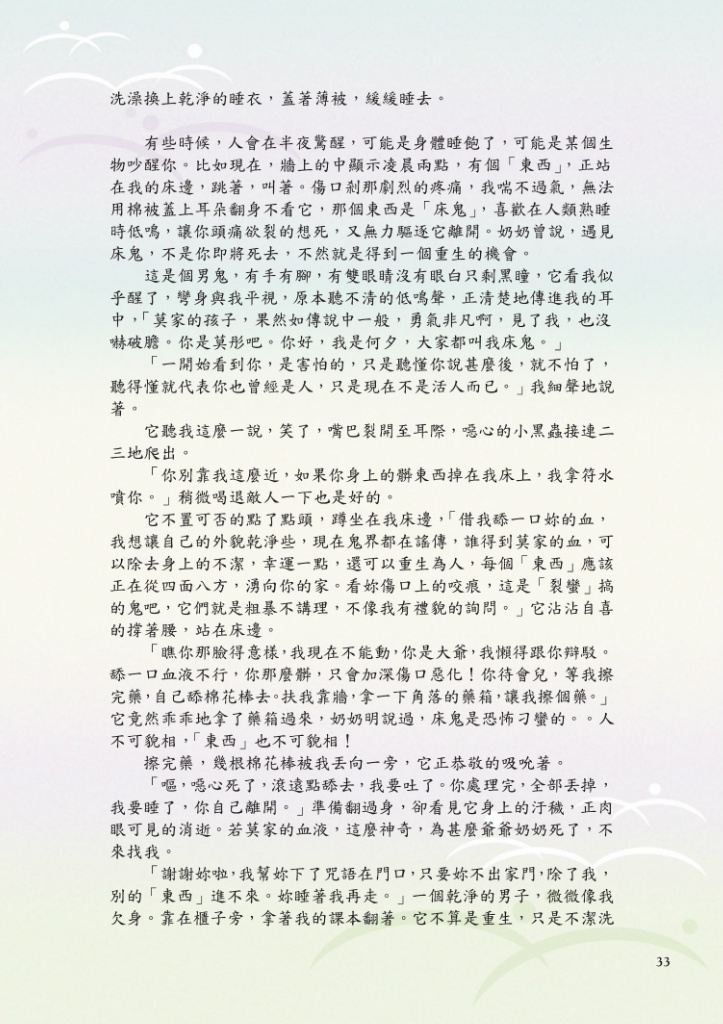 洗澡換上乾淨的睡衣，蓋著薄被，緩緩睡去。
有些時候，人會在半夜驚醒，可能是身體睡飽了，可能是某個生
物吵醒你。比如現在，牆上的中顯示凌晨兩點，有個「東西」，正站
在我的床邊，跳著，叫著。傷口剎那劇烈的疼痛，我喘不過氣，無法
用棉被蓋上耳朵翻身不看它，那個東西是「床鬼」，喜歡在人類熟睡
時低鳴，讓你頭痛欲裂的想死，又無力驅逐它離開。奶奶曾說，遇見
床鬼，不是你即將死去，不然就是得到一個重生的機會。
這是個男鬼，有手有腳，有雙眼睛沒有眼白只剩黑瞳，它看我似
乎醒了，彎身與我平視，原本聽不清的低鳴聲，正清楚地傳進我的耳
中，「莫家的孩子，果然如傳說中一般，勇氣非凡啊，見了我，也沒
嚇破膽。你是莫彤吧。你好，我是何夕，大家都叫我床鬼。」
「一開始看到你，是害怕的，只是聽懂你說甚麼後，就不怕了，
聽得懂就代表你也曾經是人，只是現在不是活人而已。」我細聲地說
著。
它聽我這麼一說，笑了，嘴巴裂開至耳際，噁心的小黑蟲接連二
三地爬出。
「你別靠我這麼近，如果你身上的髒東西掉在我床上，我拿符水
噴你。」稍微喝退敵人一下也是好的。
它不置可否的點了點頭，蹲坐在我床邊，「借我舔一口妳的血，
我想讓自己的外貌乾淨些，現在鬼界都在謠傳，誰得到莫家的血，可
以除去身上的不潔，幸運一點，還可以重生為人，每個「東西」應該
正在從四面八方，湧向你的家。看妳傷口上的咬痕，這是「裂蠻」搞
的鬼吧，它們就是粗暴不講理，不像我有禮貌的詢問。」它沾沾自喜
的撐著腰，站在床邊。
「瞧你那臉得意樣，我現在不能動，你是大爺，我懶得跟你辯駁。
舔一口血液不行，你那麼髒，只會加深傷口惡化！你待會兒，等我擦
完藥，自己舔棉花棒去。扶我靠牆，拿一下角落的藥箱，讓我擦個藥。」
它竟然乖乖地拿了藥箱過來，奶奶明說過，床鬼是恐怖刁蠻的。。人
不可貌相，「東西」也不可貌相！
擦完藥，幾根棉花棒被我丟向一旁，它正恭敬的吸吮著。
「嘔，噁心死了，滾遠點舔去，我要吐了。你處理完，全部丟掉，
我要睡了，你自己離開。」準備翻過身，卻看見它身上的汙穢，正肉
眼可見的消逝。若莫家的血液，這麼神奇，為甚麼爺爺奶奶死了，不
來找我。
「謝謝妳啦，我幫妳下了咒語在門口，只要妳不出家門，除了我，
別的「東西」進不來。妳睡著我再走。」一個乾淨的男子，微微像我
欠身。靠在櫃子旁，拿著我的課本翻著。它不算是重生，只是不潔洗
33